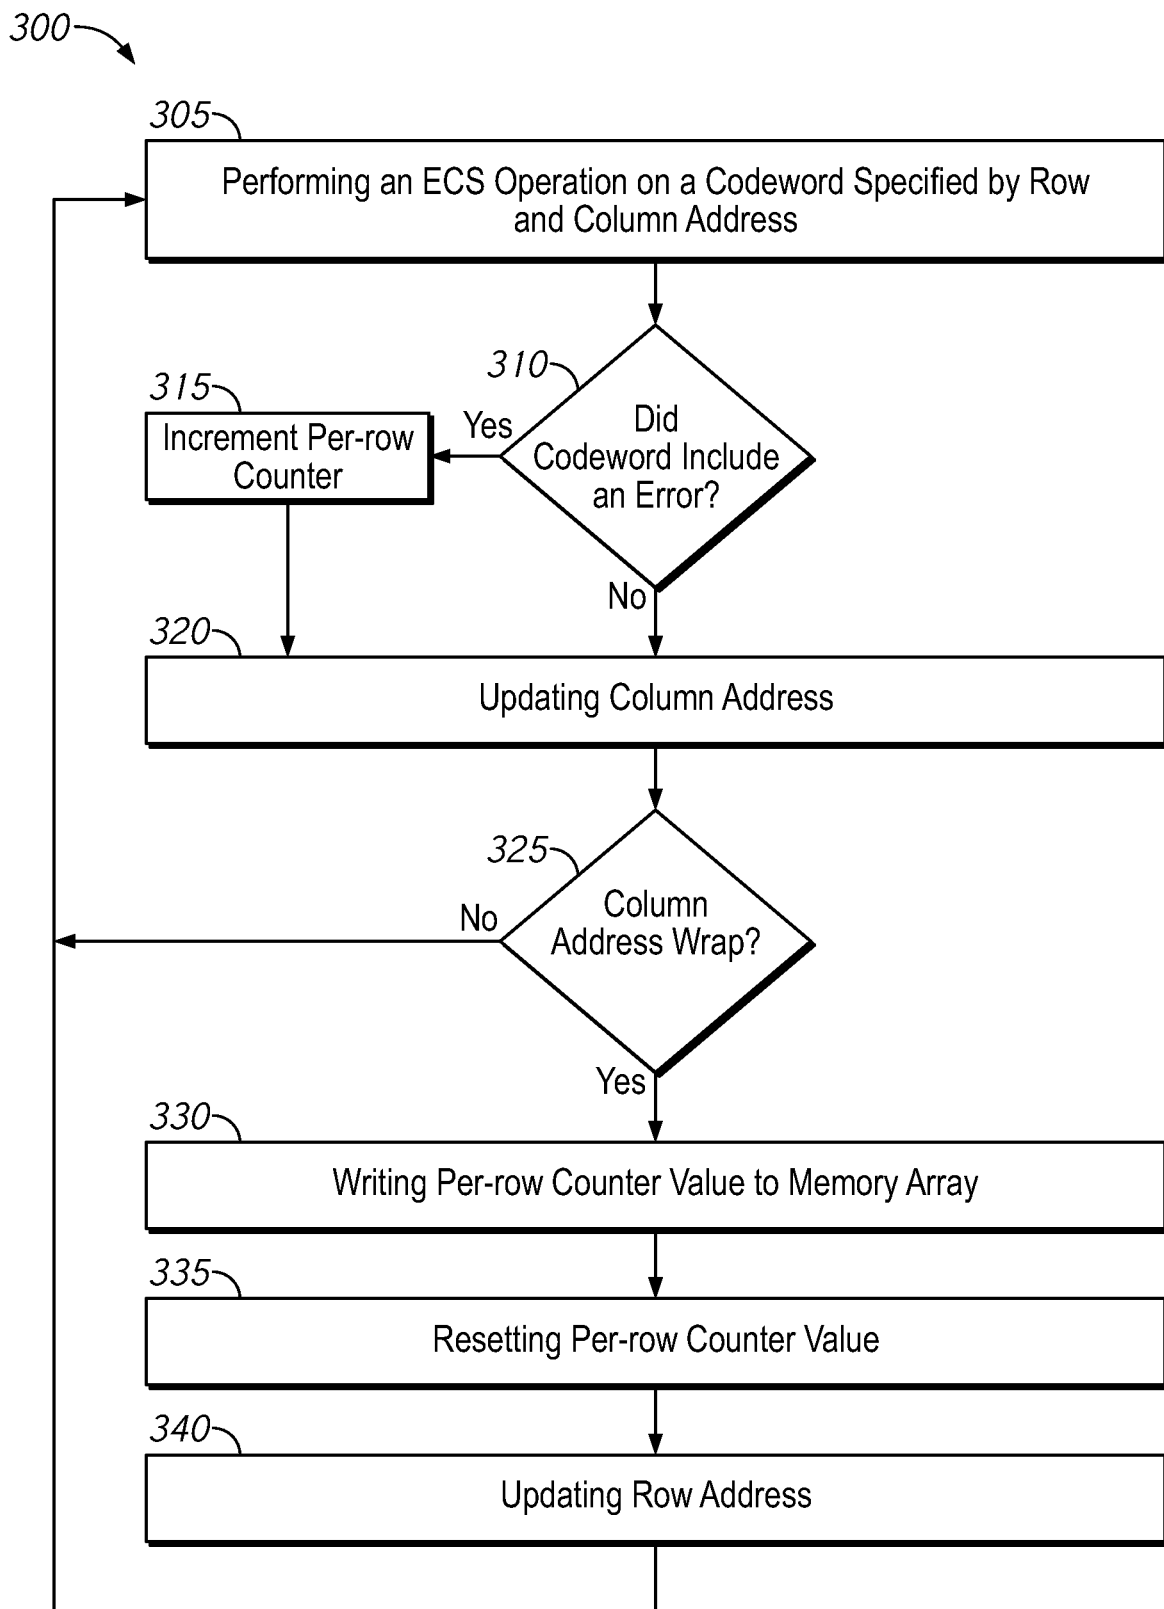 300
305
Performing an ECS Operation on a Codeword Specified by Row
and Column Address
310
315
Did
Codeword Include
an Error?
Yes
Increment Per-row
Counter
No
320
Updating Column Address
325
Column
Address Wrap?
No
Yes
330
Writing Per-row Counter Value to Memory Array
335
Resetting Per-row Counter Value
340
Updating Row Address